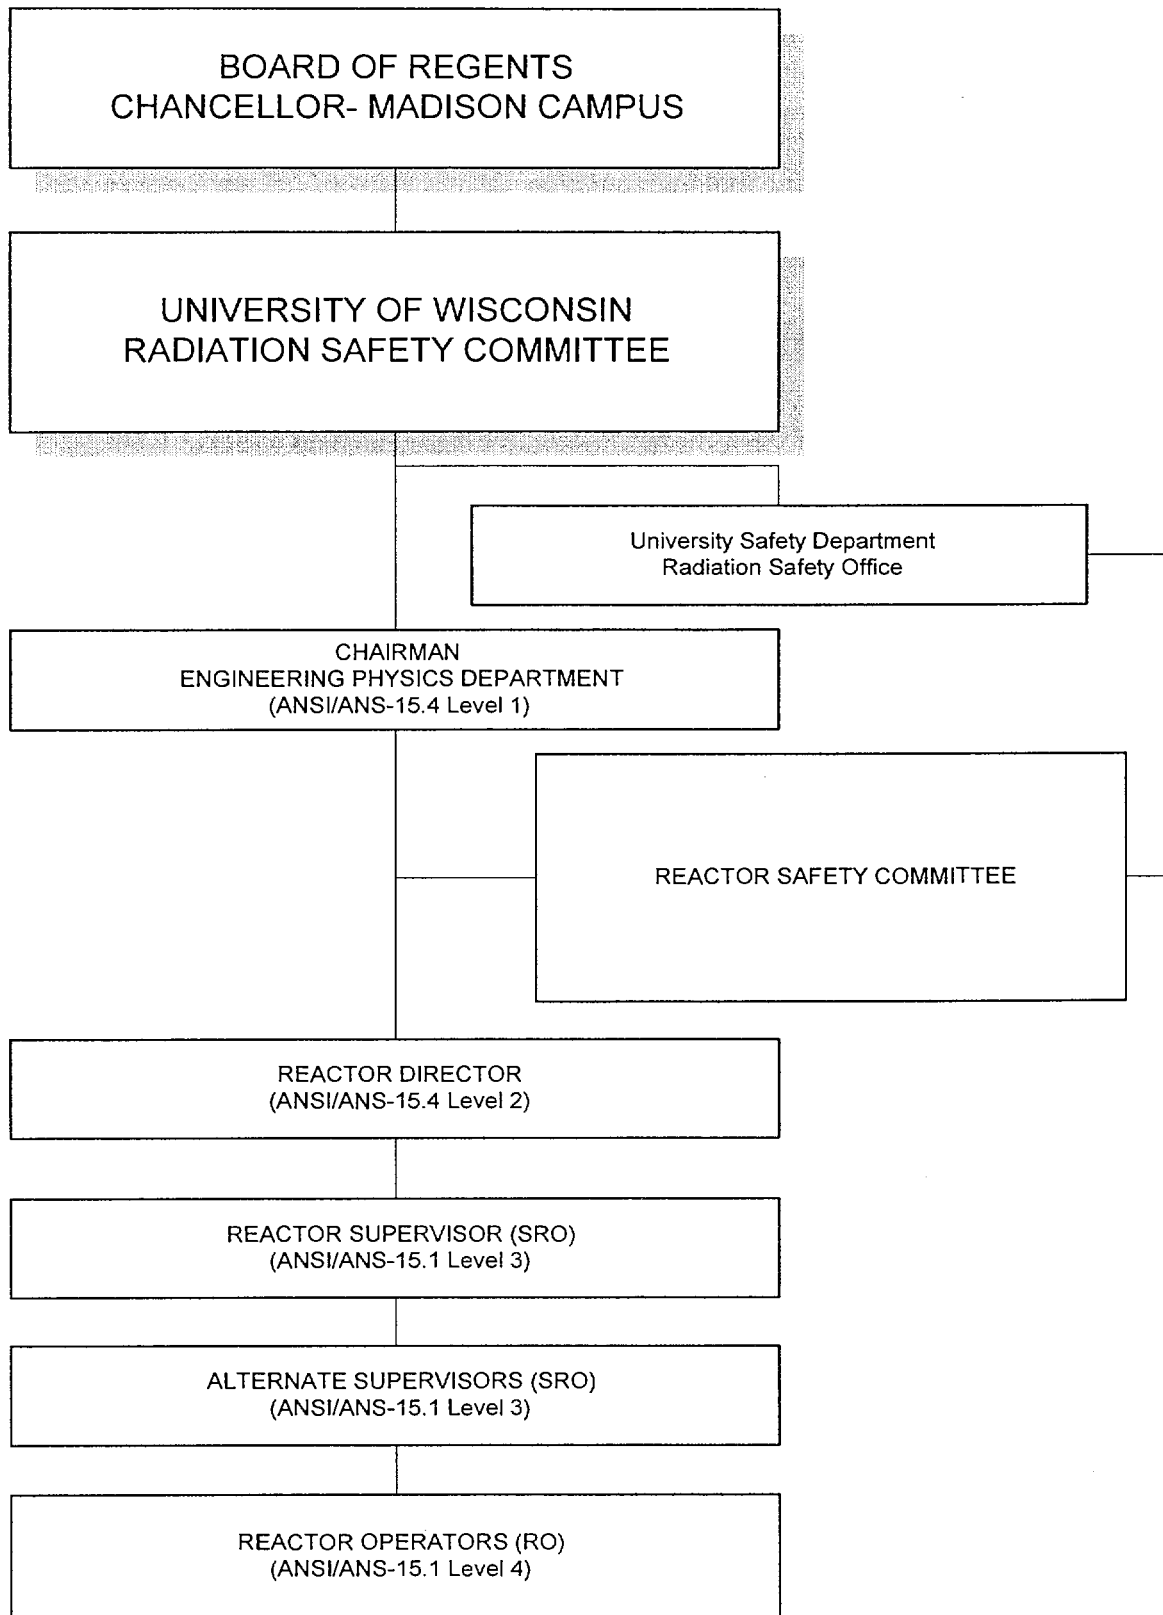 BOARD OF REGENTS
CHANCELLOR- MADISON CAMPUS
UNIVERSITY OF WISCONSIN
RADIATION SAFETY COMMITTEE
University Safety Department
Radiation Safety Office
CHAIRMAN
ENGINEERING PHYSICS DEPARTMENT
(ANSI/ANS-15.4 Level 1)
REACTOR SAFETY COMMITTEE
REACTOR DIRECTOR
(ANSI/ANS-15.4 Level 2)
REACTOR SUPERVISOR (SRO)
(ANSI/ANS-15.1 Level 3)
ALTERNATE SUPERVISORS (SRO)
(ANSI/ANS-15.1 Level 3)
REACTOR OPERATORS (RO)
(ANSI/ANS-15.1 Level 4)